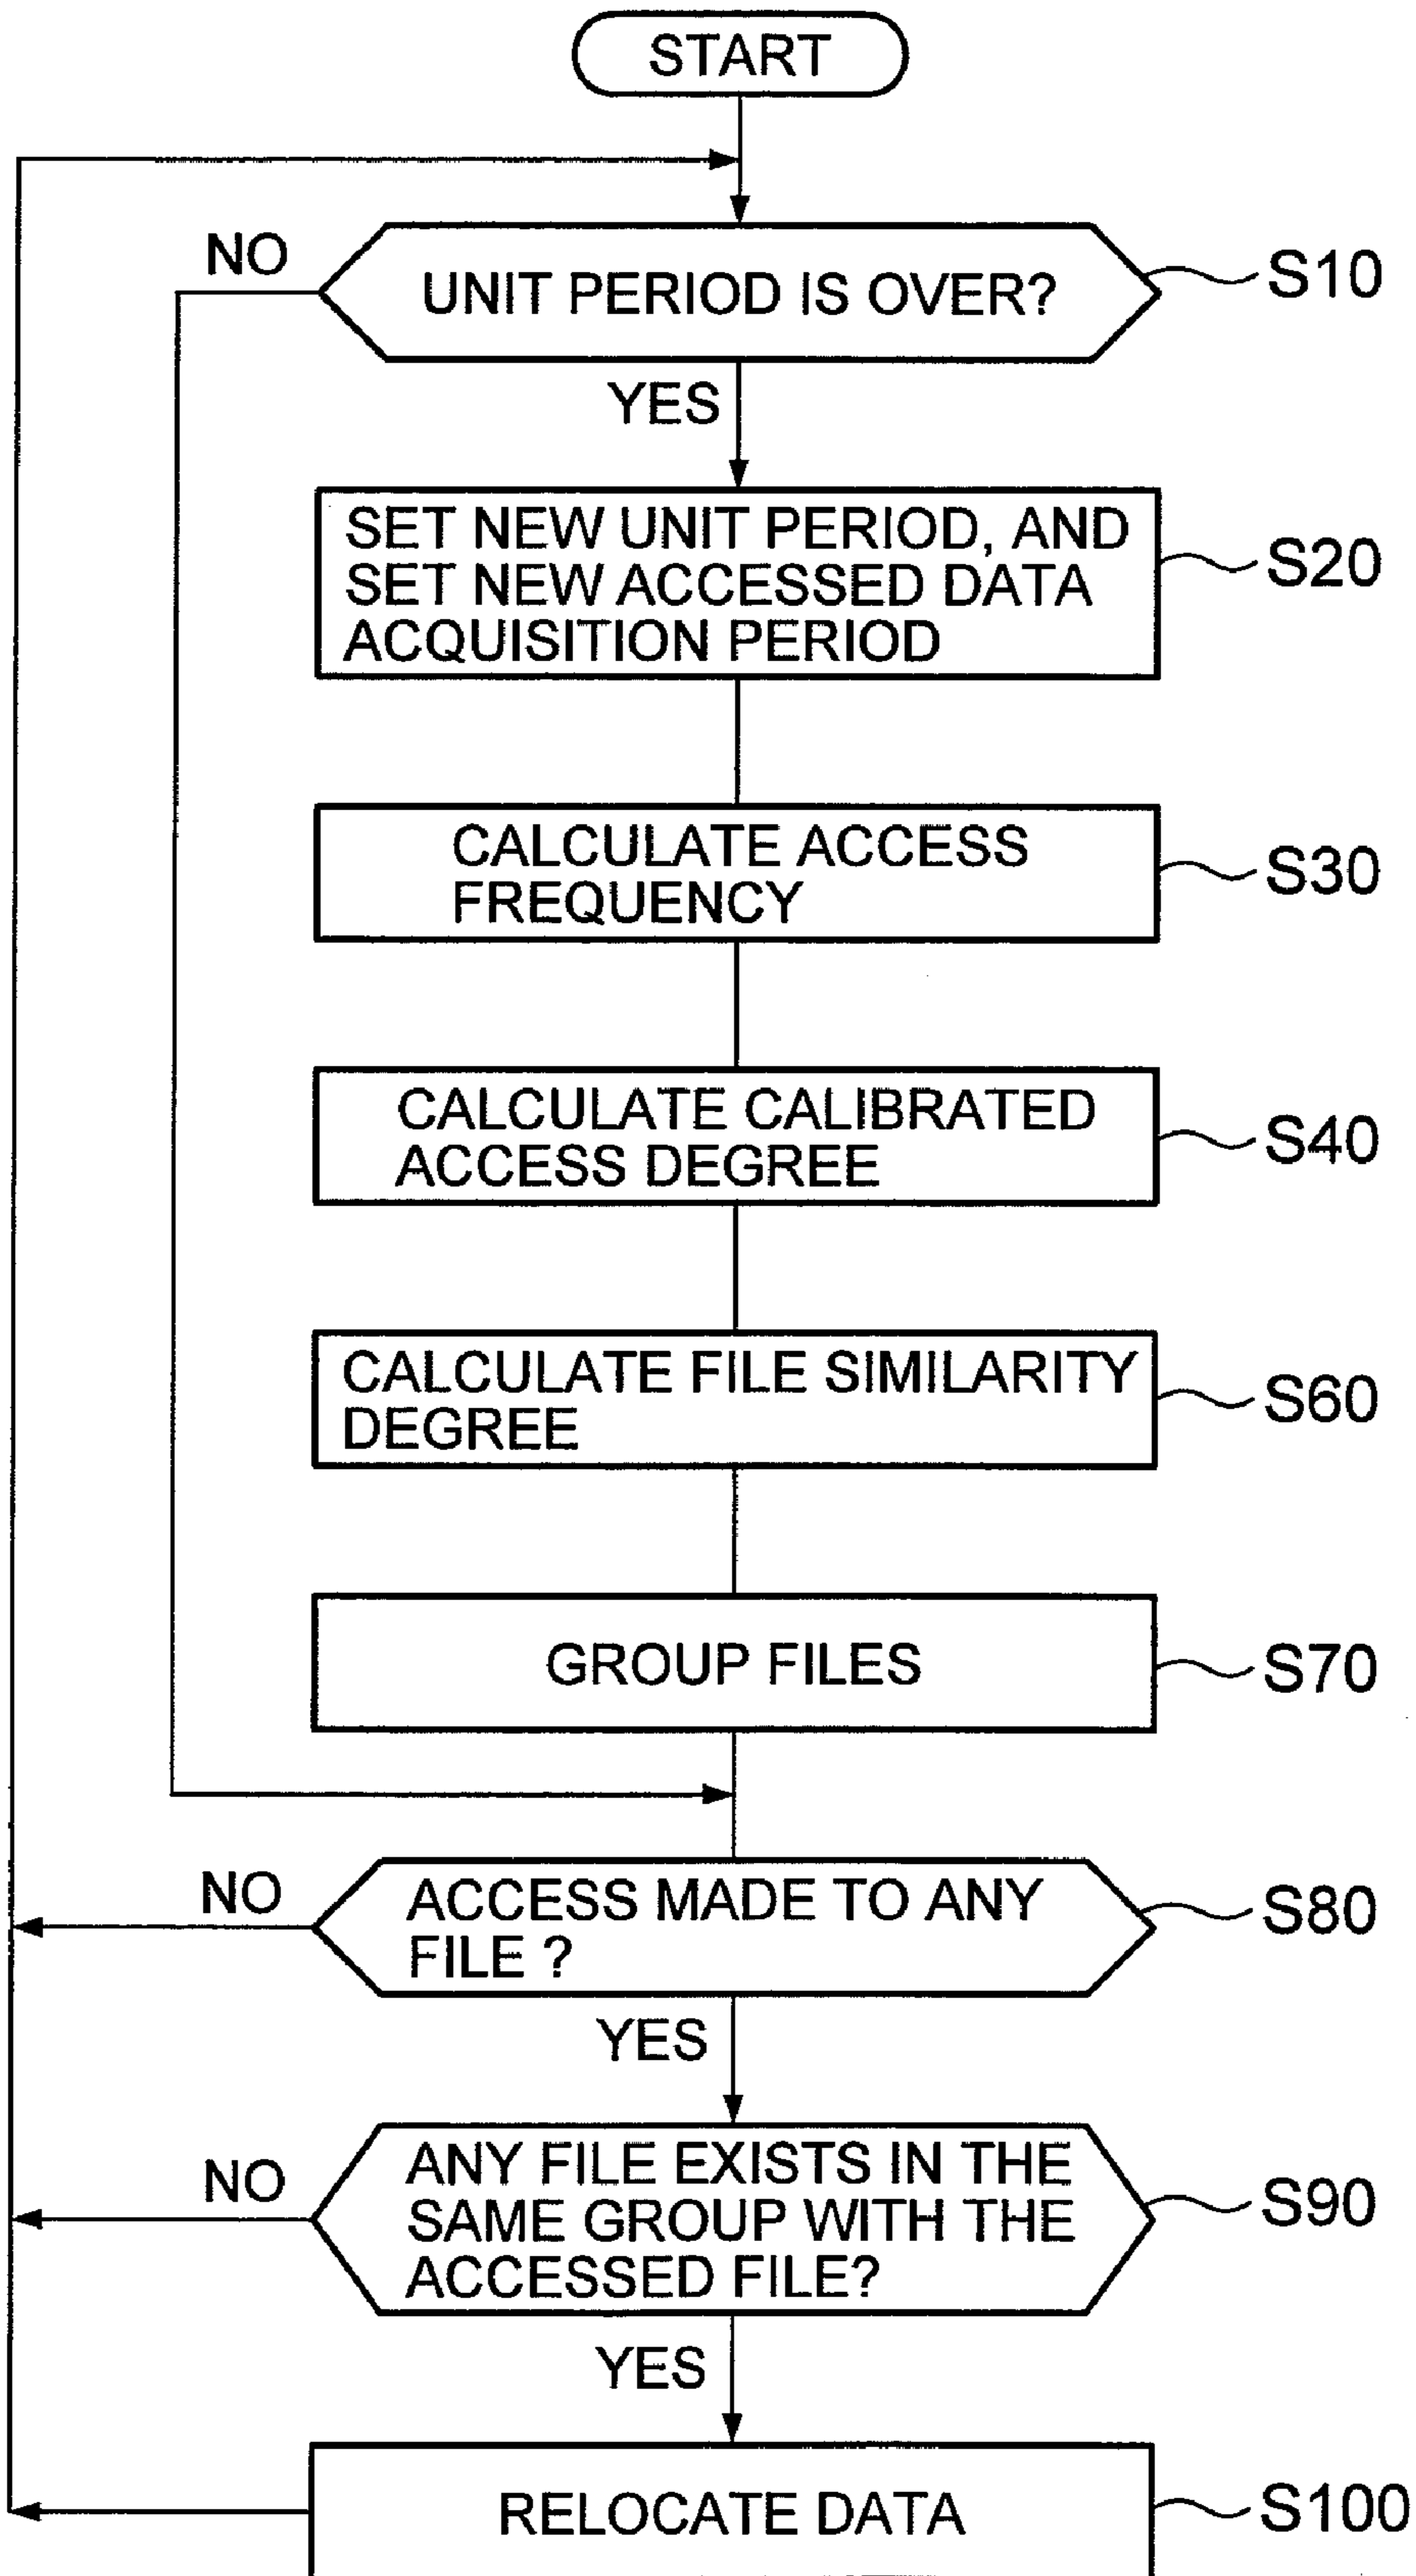 START
NO
UNIT PERIOD IS OVER?
S10
YES
SET NEW UNIT PERIOD, AND
SET NEW ACCESSED DATA
ACQUISITION PERIOD
S20
CALCULATE ACCESS
FREQUENCY
S30
CALCULATE CALIBRATED
ACCESS DEGREE
S40
CALCULATE FILE SIMILARITY
DEGREE
S60
GROUP FILES
S70
NO
ACCESS MADE TO ANY
FILE ?
S80
YES
NO
ANY FILE EXISTS IN THE
SAME GROUP WITH THE
ACCESSED FILE?
S90
YES
RELOCATE DATA
S100